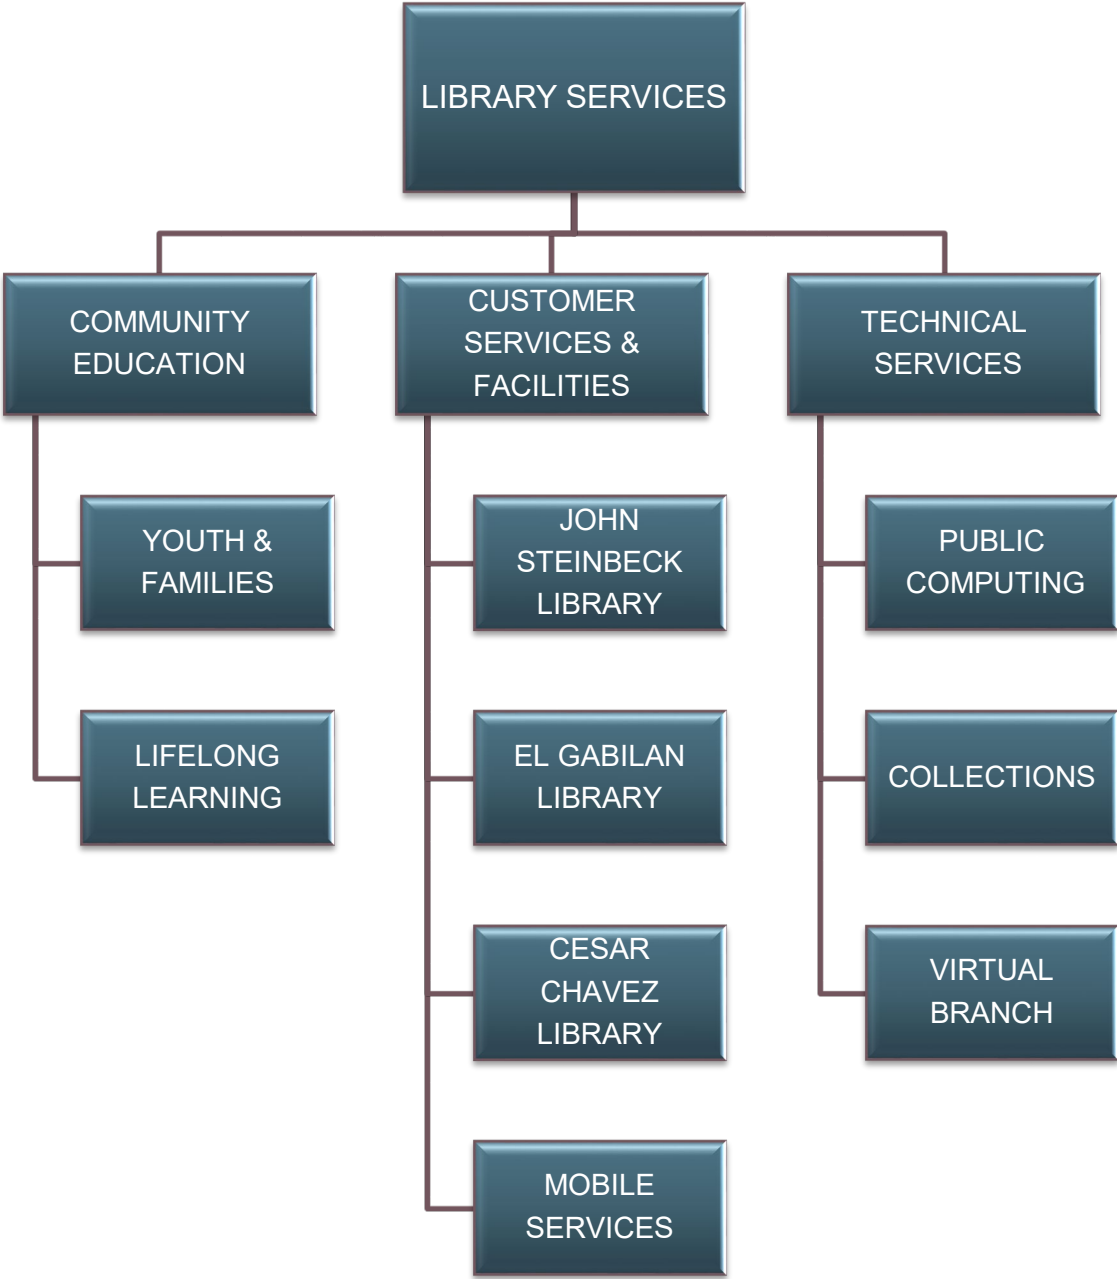 LIBRARY SERVICES
COMMUNITY
EDUCATION
CUSTOMER
SERVICES &
FACILITIES
TECHNICAL
SERVICES
YOUTH &
FAMILIES
LIFELONG
LEARNING
JOHN
STEINBECK
LIBRARY
EL GABILAN
LIBRARY
CESAR
CHAVEZ
LIBRARY
MOBILE
SERVICES
PUBLIC
COMPUTING
COLLECTIONS
VIRTUAL
BRANCH